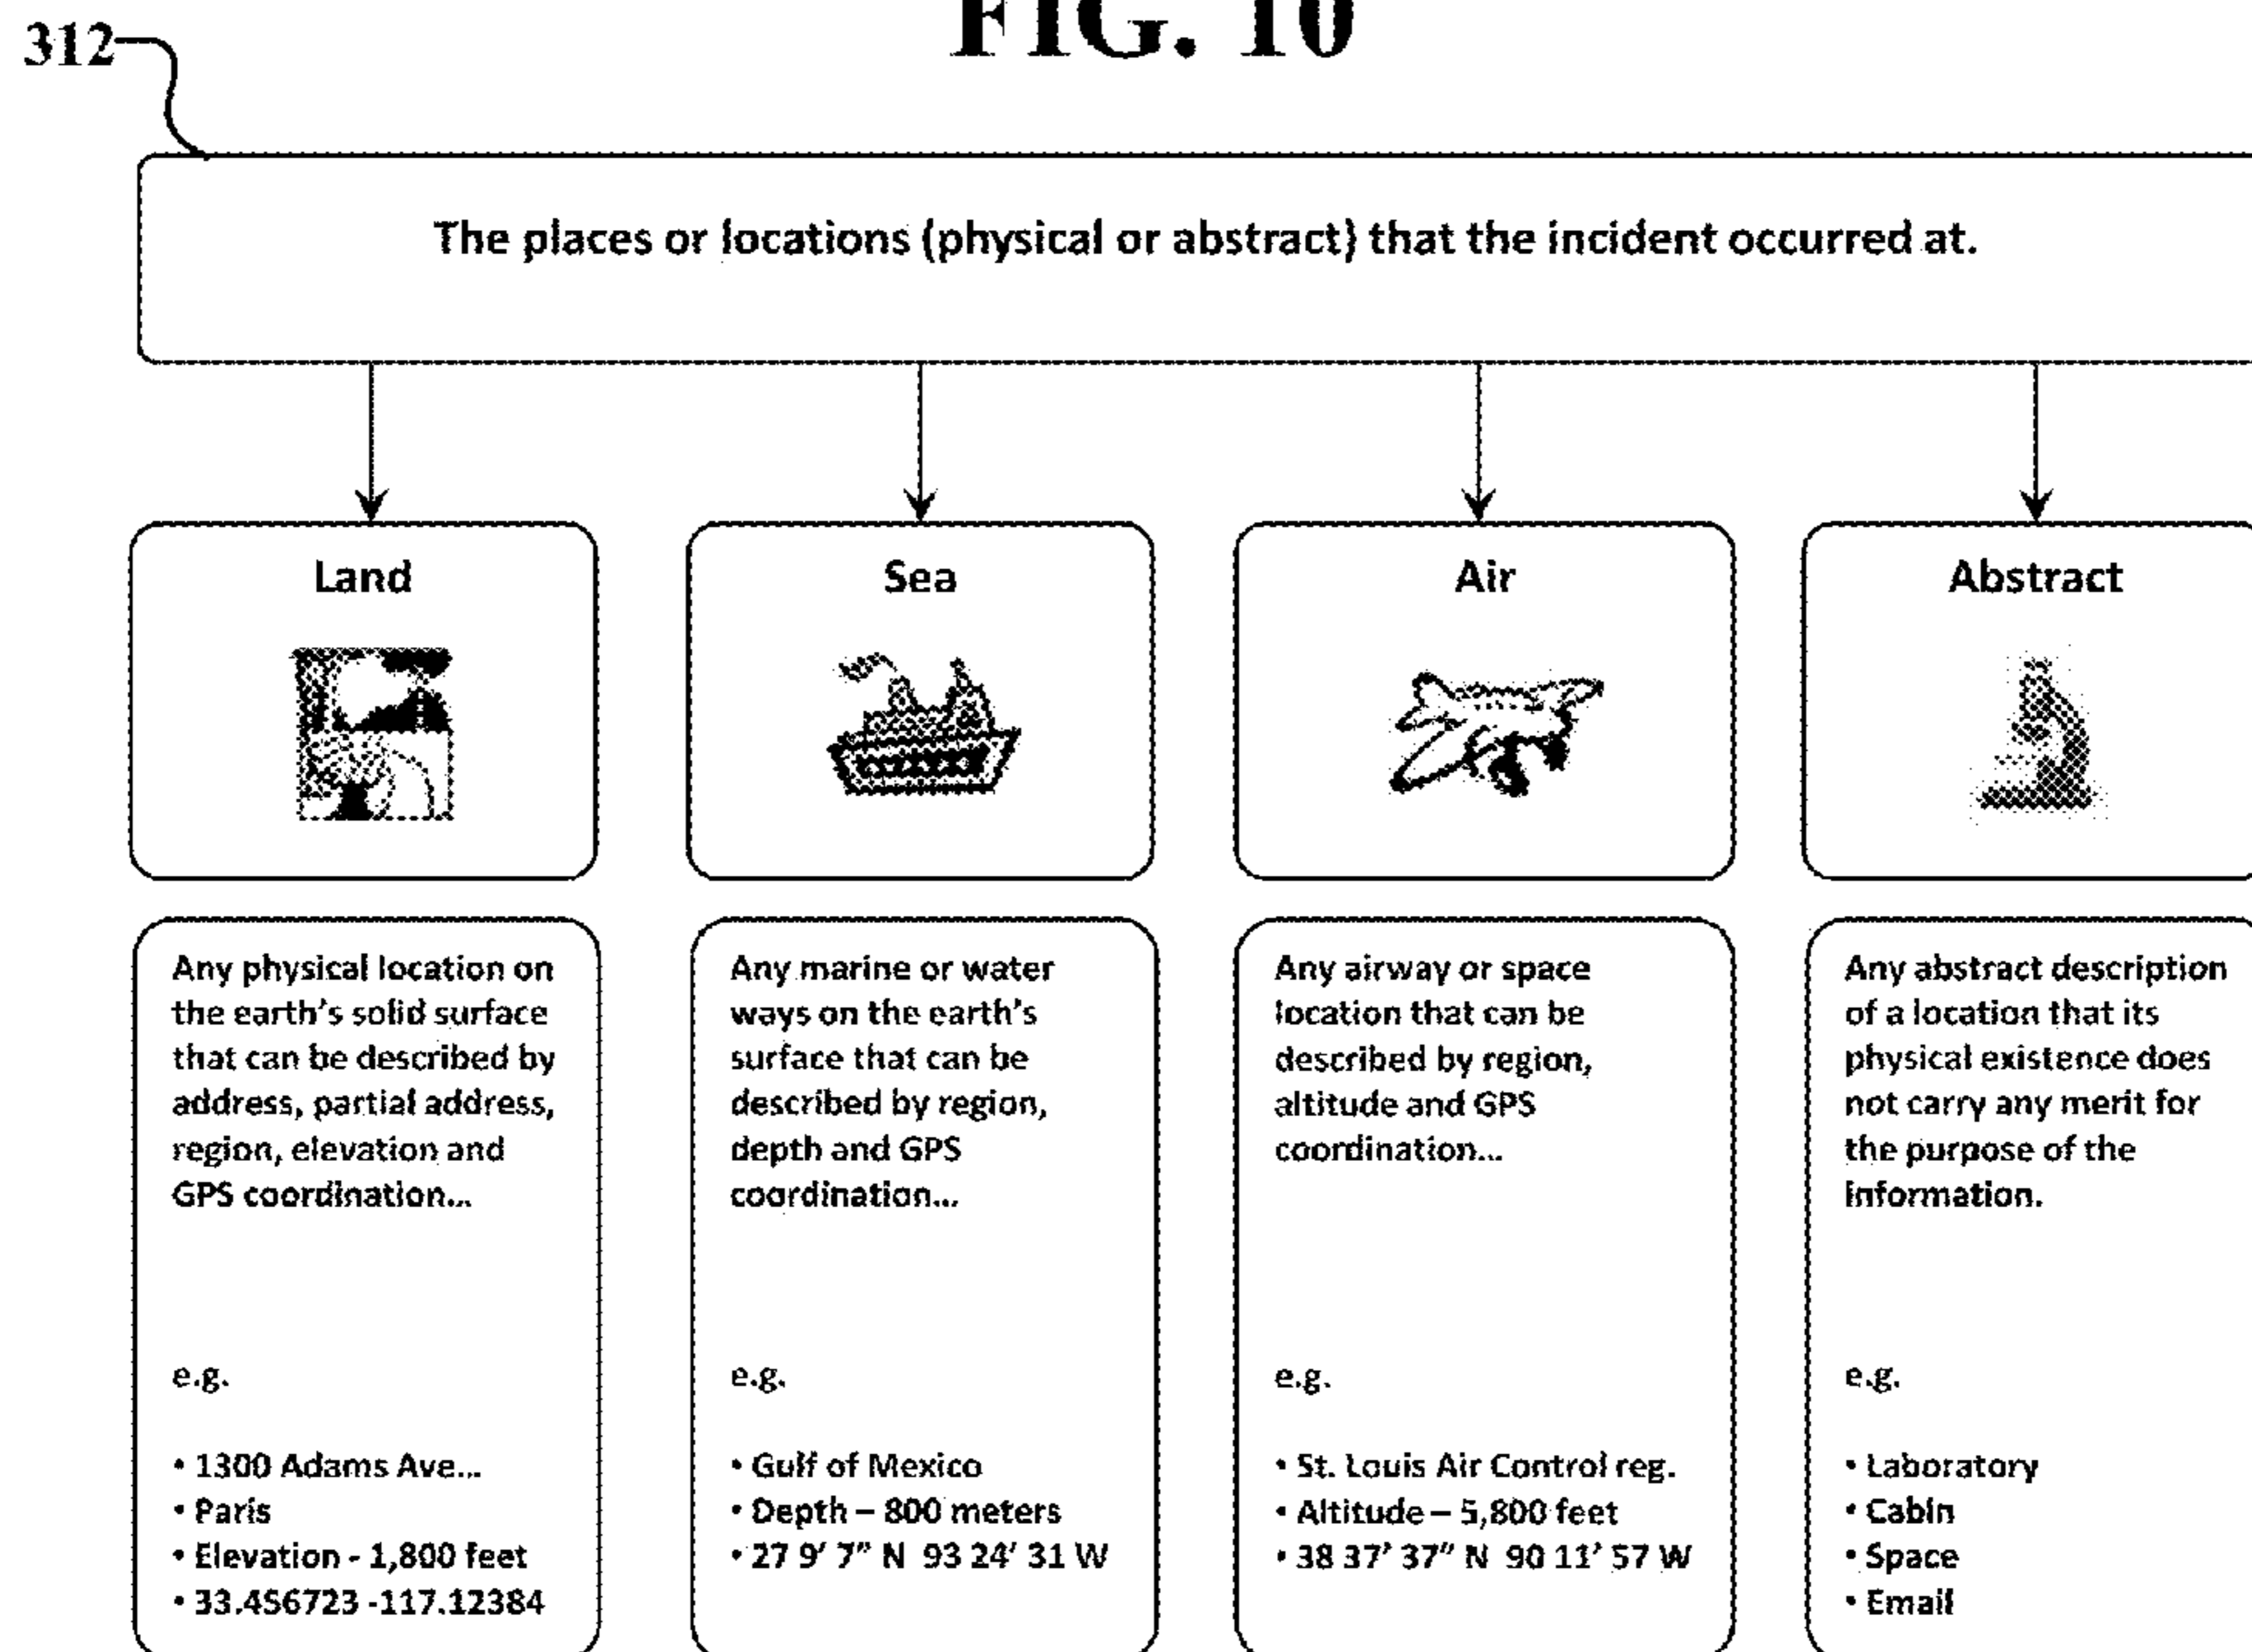 FIG. 10
312
The places or locations (physical or abstract) that the incident occurred at.
Land
Sea
Air
Abstract
Any physical location on
the earth's solid surface
that can be described by
address, partial address,
region, elevation and
GPS coordination...
e.g.
• 1300 Adams Ave...
• Paris
• Elevation - 1,800 feet
• 33.456723 -117.12384
Any marine or water
ways on the earth's
surface that can be
described by region,
depth and GPS
coordination...
e.g.
• Gulf of Mexico
• Depth – 800 meters
• 27 9' 7" N  93 24' 31 W
Any airway or space
location that can be
described by region,
altitude and GPS
coordination...
e.g.
• St. Louis Air Control reg.
• Altitude – 5,800 feet
• 38 37' 37" N  90 11' 57 W
Any abstract description
of a location that its
physical existence does
not carry any merit for
the purpose of the
information.
e.g.
• Laboratory
• Cabin
• Space
• Email